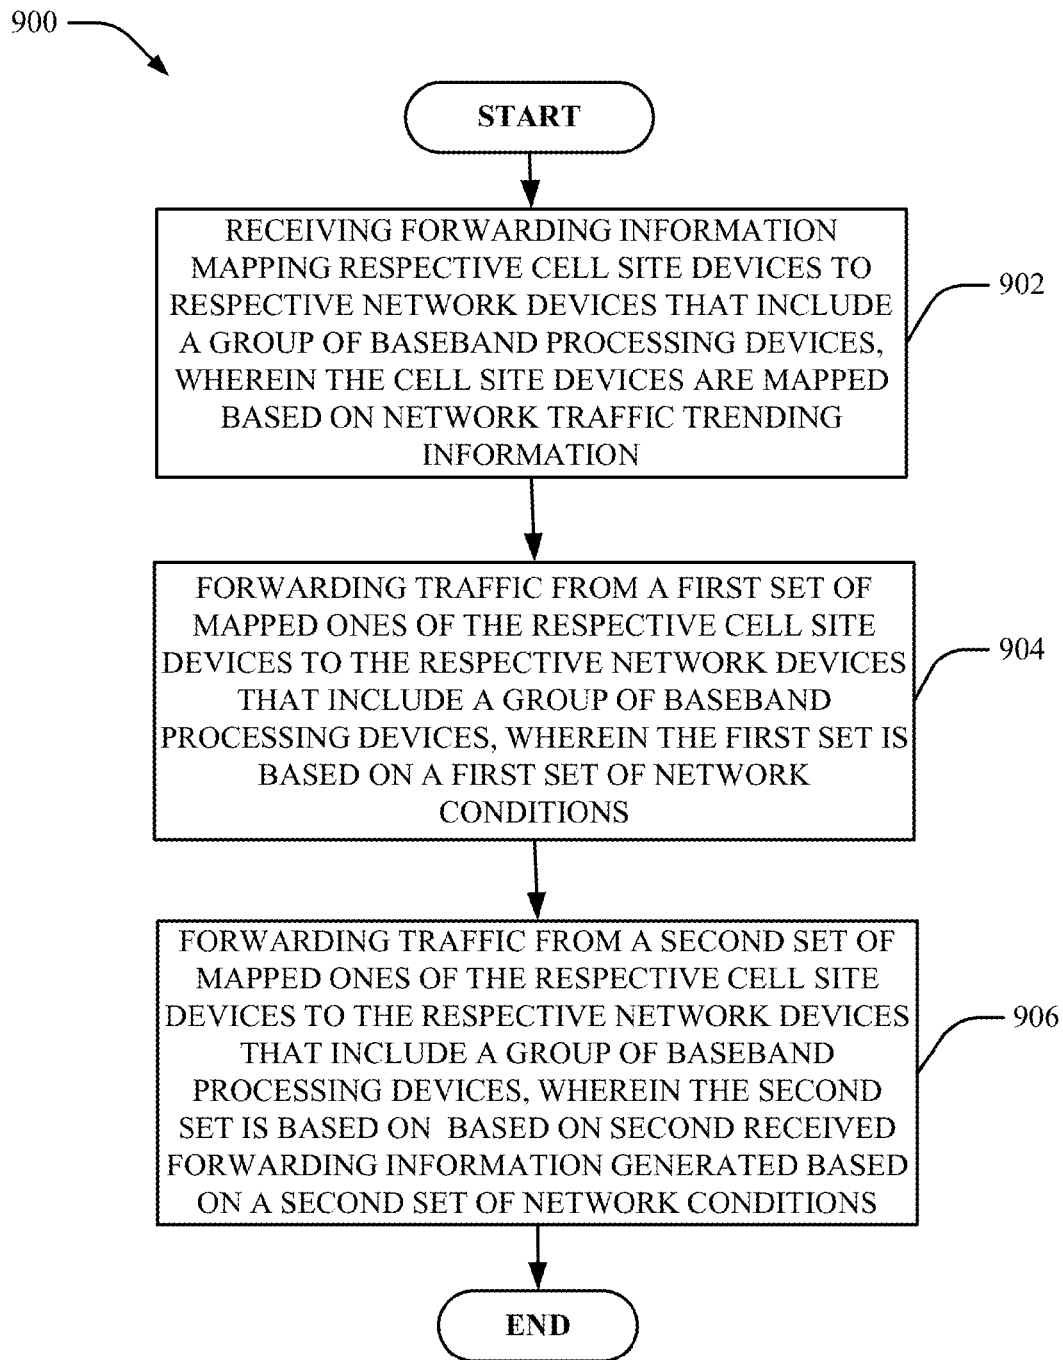 900
START
RECEIVING FORWARDING INFORMATION
MAPPING RESPECTIVE CELL SITE DEVICES TO
RESPECTIVE NETWORK DEVICES THAT INCLUDE
A GROUP OF BASEBAND PROCESSING DEVICES,
WHEREIN THE CELL SITE DEVICES ARE MAPPED
BASED ON NETWORK TRAFFIC TRENDING
INFORMATION
902
FORWARDING TRAFFIC FROM A FIRST SET OF
MAPPED ONES OF THE RESPECTIVE CELL SITE
DEVICES TO THE RESPECTIVE NETWORK DEVICES
THAT INCLUDE A GROUP OF BASEBAND
PROCESSING DEVICES, WHEREIN THE FIRST SET IS
BASED ON A FIRST SET OF NETWORK
CONDITIONS
904
FORWARDING TRAFFIC FROM A SECOND SET OF
MAPPED ONES OF THE RESPECTIVE CELL SITE
DEVICES TO THE RESPECTIVE NETWORK DEVICES
THAT INCLUDE A GROUP OF BASEBAND
PROCESSING DEVICES, WHEREIN THE SECOND
SET IS BASED ON BASED ON SECOND RECEIVED
FORWARDING INFORMATION GENERATED BASED
ON A SECOND SET OF NETWORK CONDITIONS
906
END